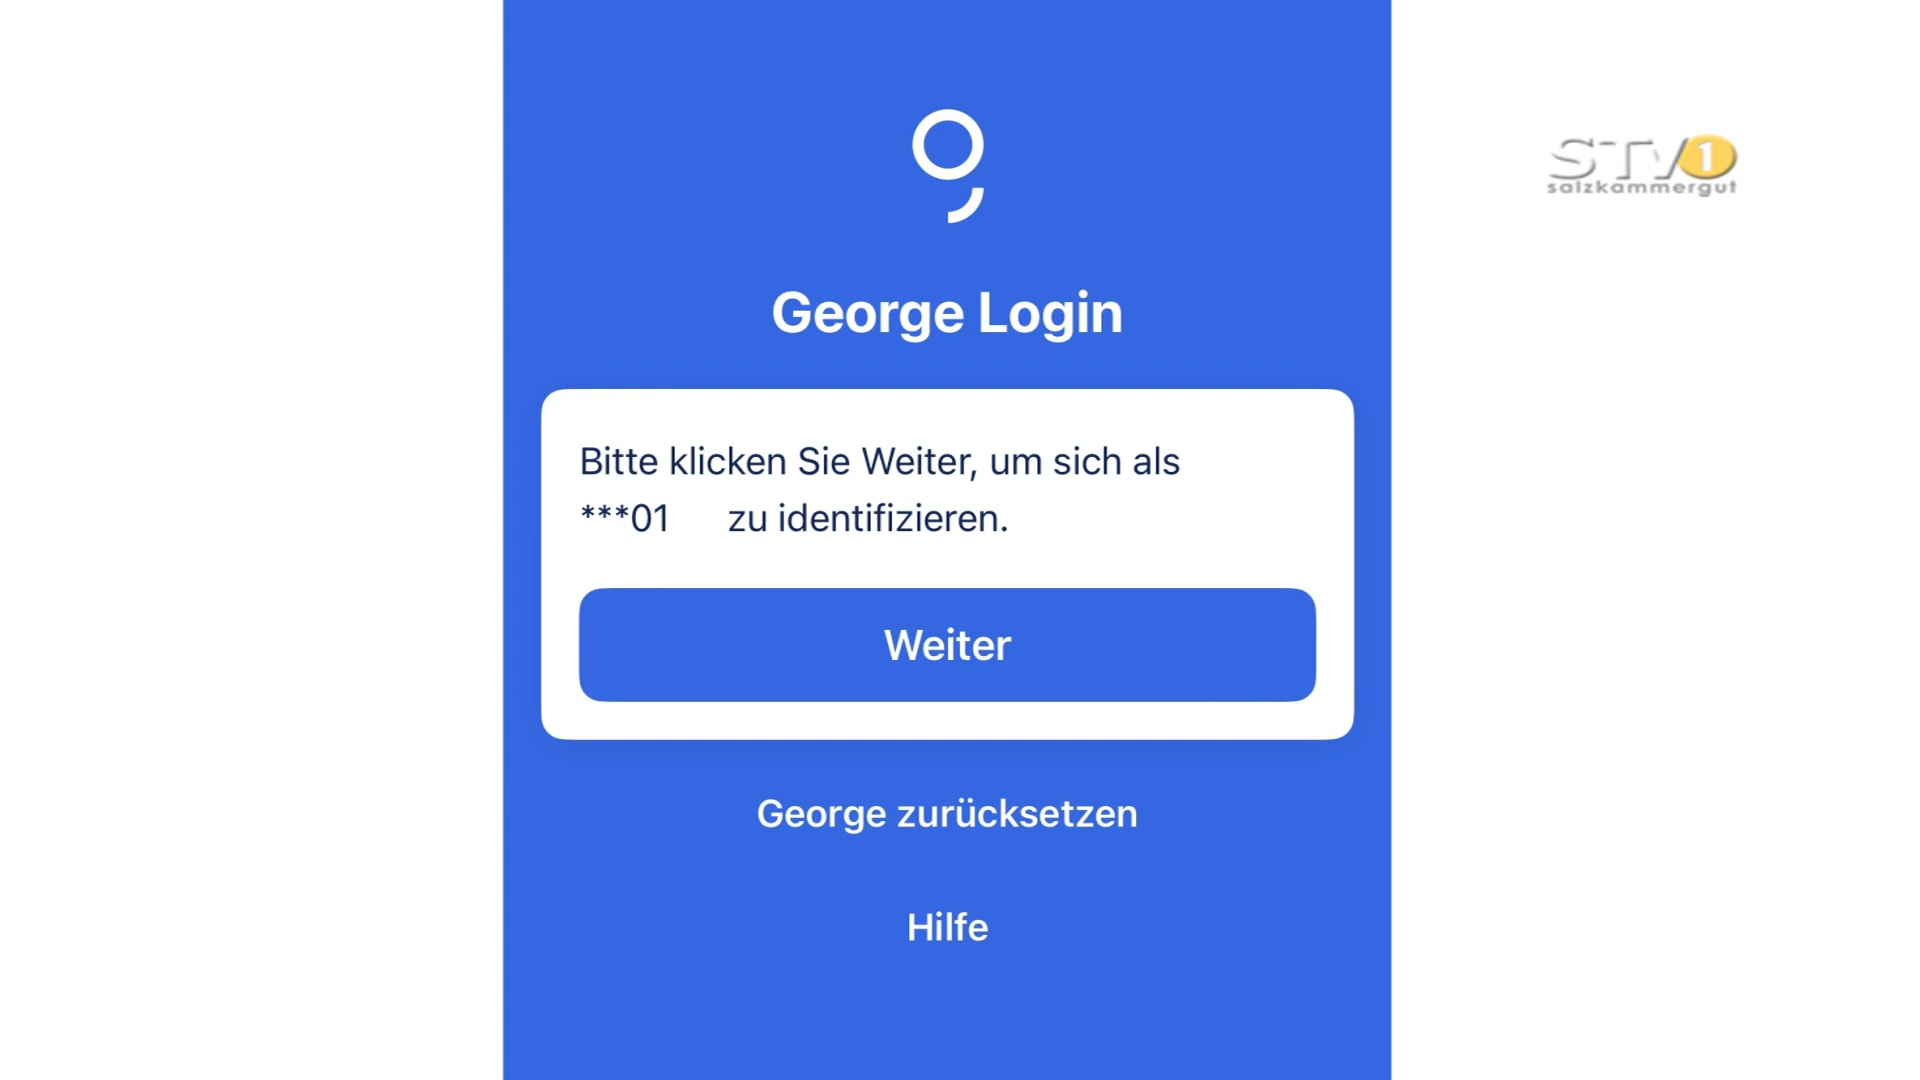 STV1
salzkammergut
George Login
Bitte klicken Sie Weiter, um sich als
***01 zu identifizieren.
Weiter
George zurücksetzen
Hilfe